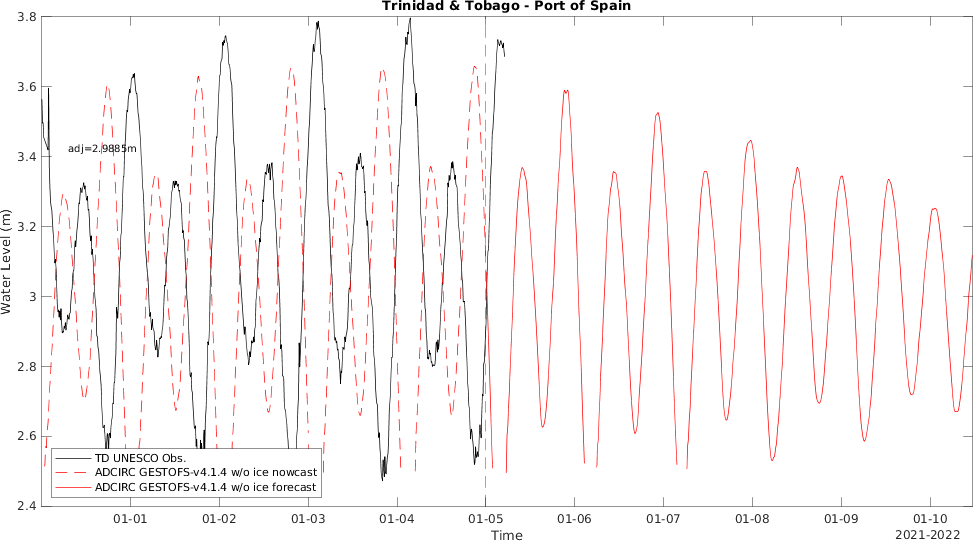 Trinidad & Tobago - Port of Spain
3.8
3.6
3.4
3.2
3
2.8
2.6
2.4
Water Level (m)
adj=2.9885m
TD UNESCO Obs.
ADCIRC GESTOFS-v4.1.4 w/o ice nowcast
ADCIRC GESTOFS-v4.1.4 w/o ice forecast
01-01 01-02 01-03 01-04 01-05 01-06 01-07 01-08 01-09 01-10
Time
2021-2022